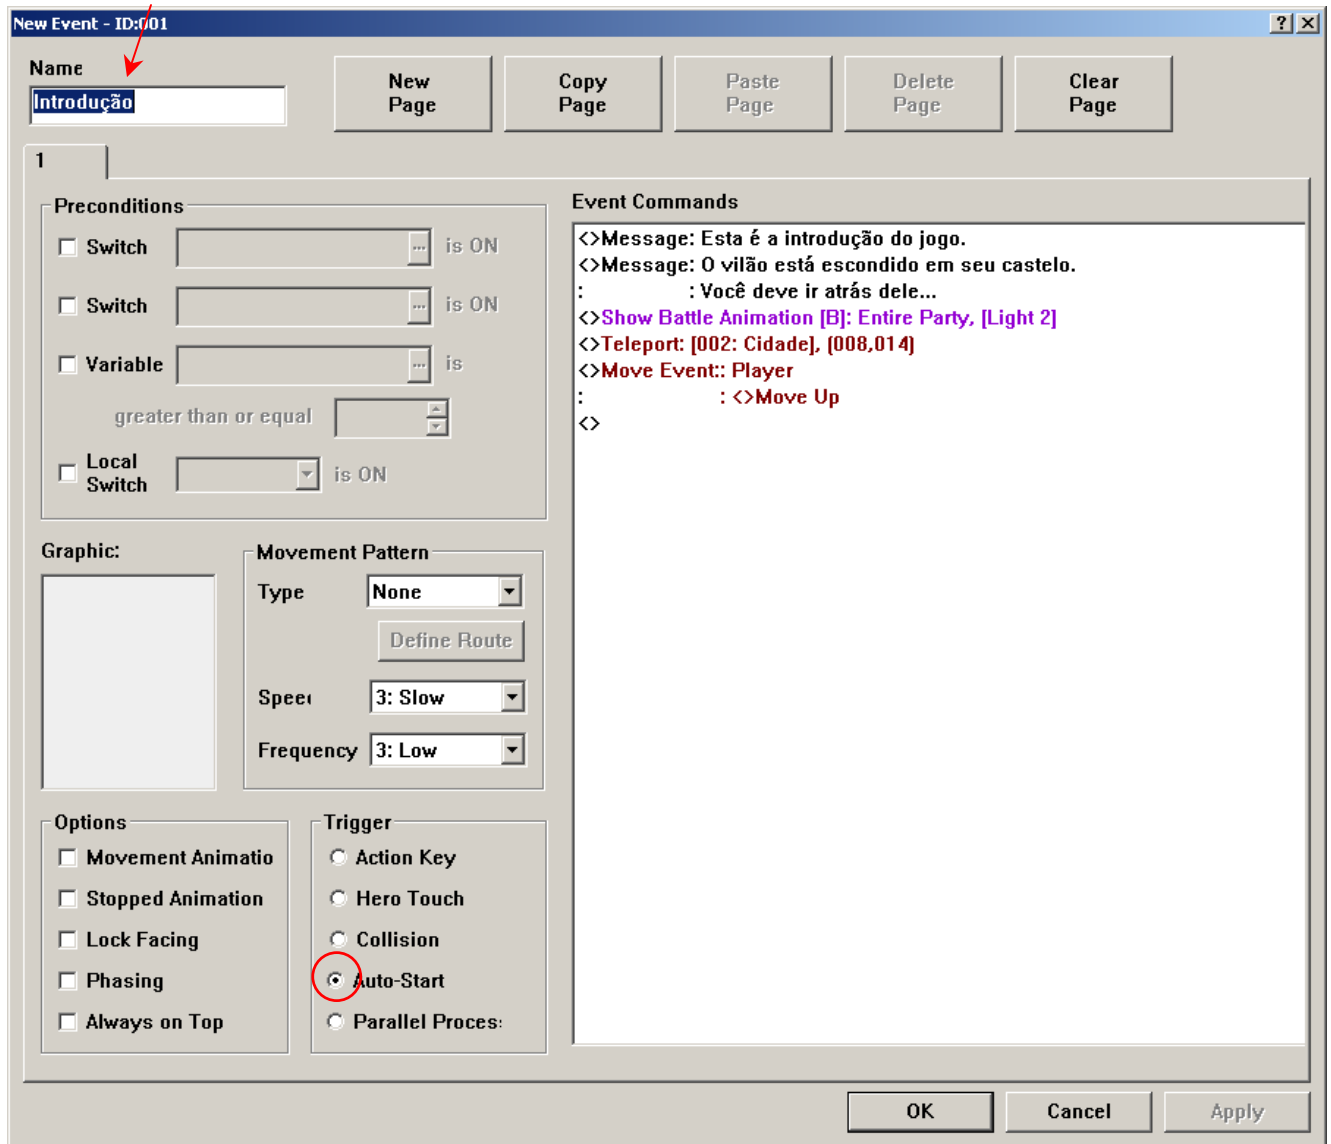 New Event - ID:001
Name
Introdução
New Page
Copy Page
Paste Page
Delete Page
Clear Page
1
Preconditions
Switch ... is ON
Switch ... is ON
Variable ... is
greater than or equal
Local Switch is ON
Graphic:
Movement Pattern
Type None
Define Route
Speed
3: Slow
Frequency 3: Low
Options
Movement Animatio
Stopped Animation
Lock Facing
Phasing
Always on Top
Trigger
Action Key
Hero Touch
Collision
Auto-Start
Parallel Proces
Event Commands
<>Message: Esta é a introdução do jogo.
<>Message: O vilão está escondido em seu castelo.
: : Você deve ir atrás dele...
<>Show Battle Animation [B]: Entire Party, [Light 2]
<>Teleport: [002: Cidade], (008,014)
<>Move Event:: Player
: : <>Move Up
<>
OK
Cancel
Apply